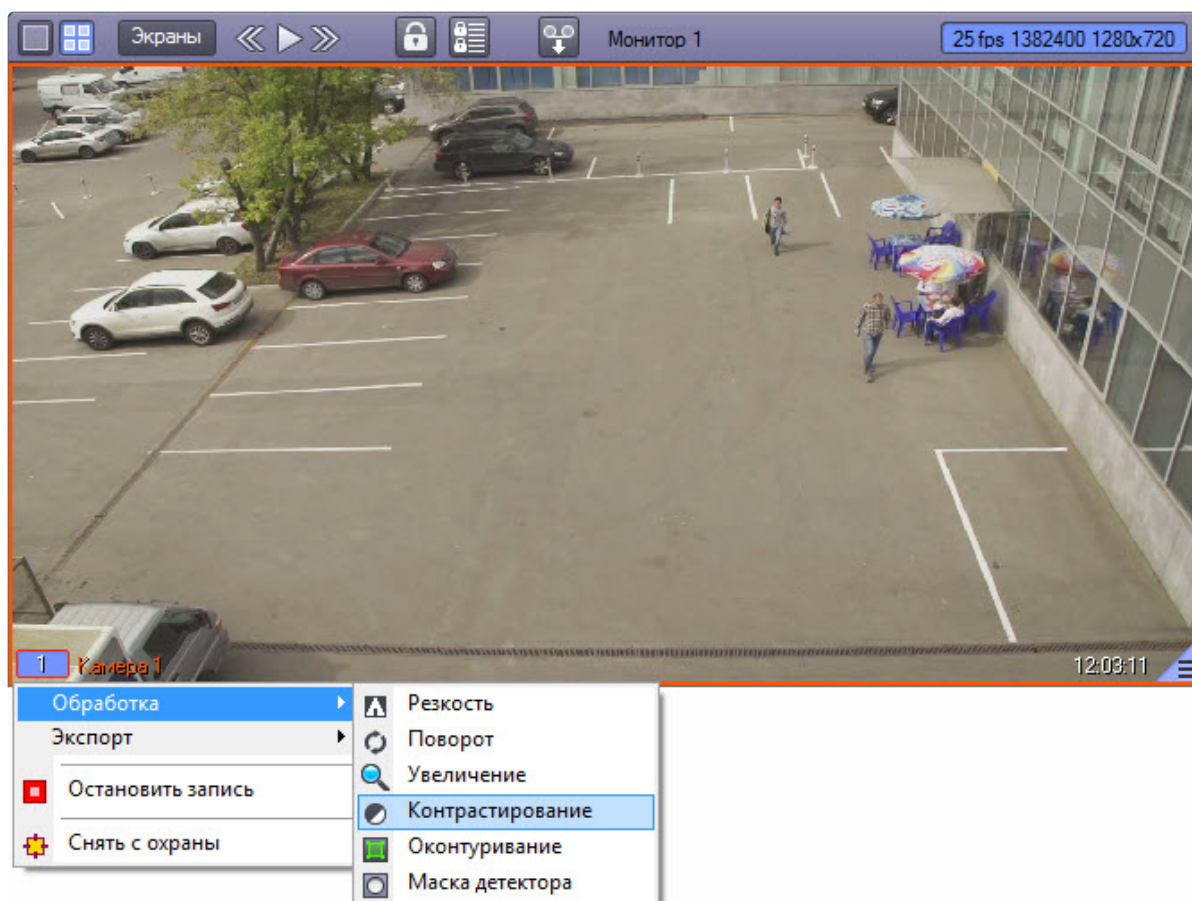 Экраны Монитор 1 25 fps 1382400 1280x720
1 Камера 1 12:03:11
Обработка
Экспорт
Остановить запись
Снять с охраны
Резкость
Поворот
Увеличение
Контрастирование
Оконтуривание
Маска детектора